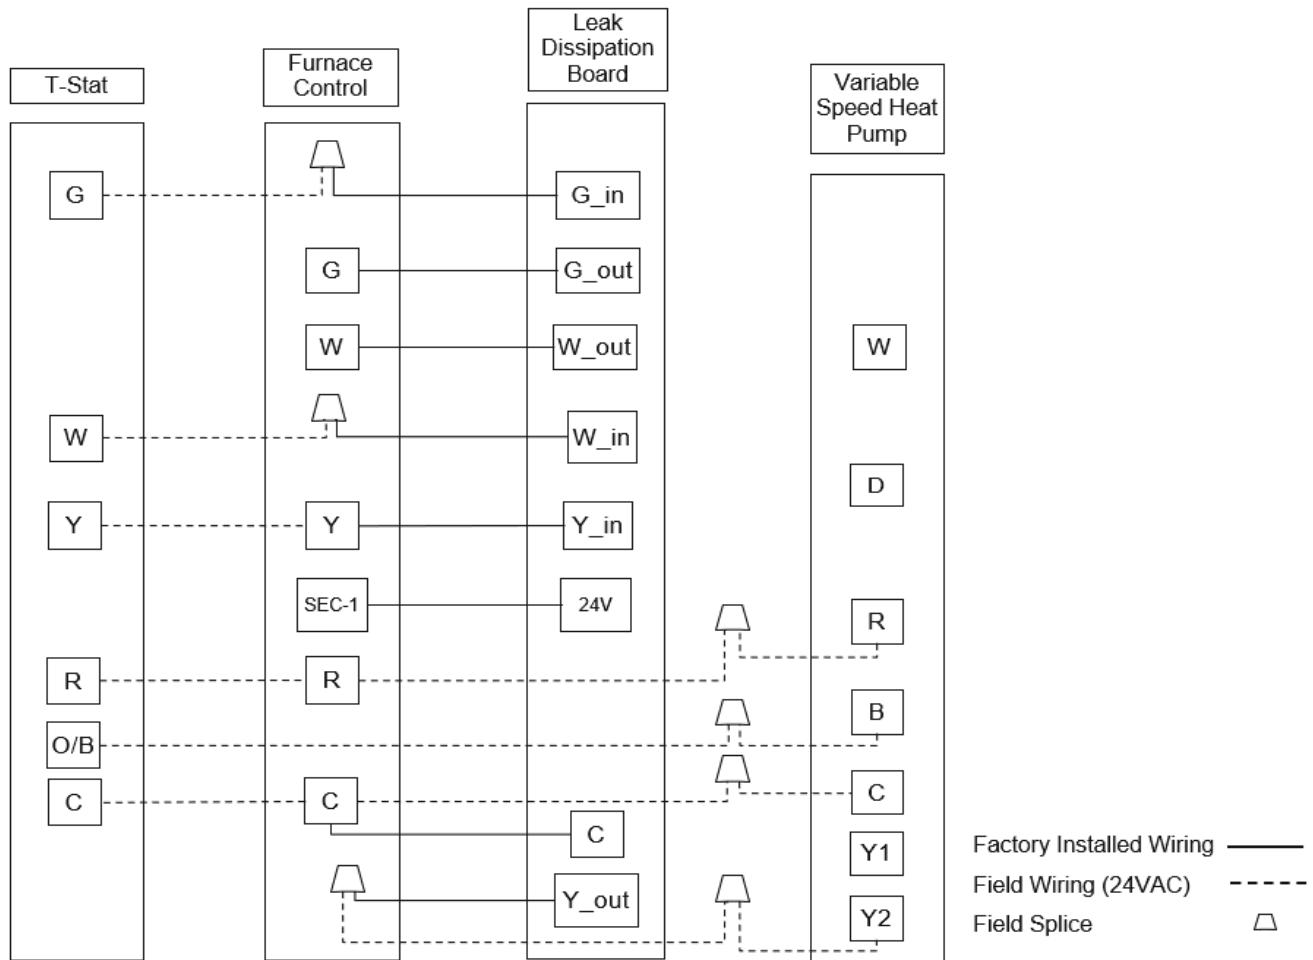 T-Stat
Furnace
Control
Leak
Dissipation
Board
Variable
Speed Heat
Pump
G
G_in
G
G_out
W
W_out
W
W
W_in
D
Y
Y
Y_in
SEC-1
24V
R
R
R
B
O/B
C
C
C
C
Y1
Y_out
Y2
Factory Installed Wiring
Field Wiring (24VAC)
Field Splice